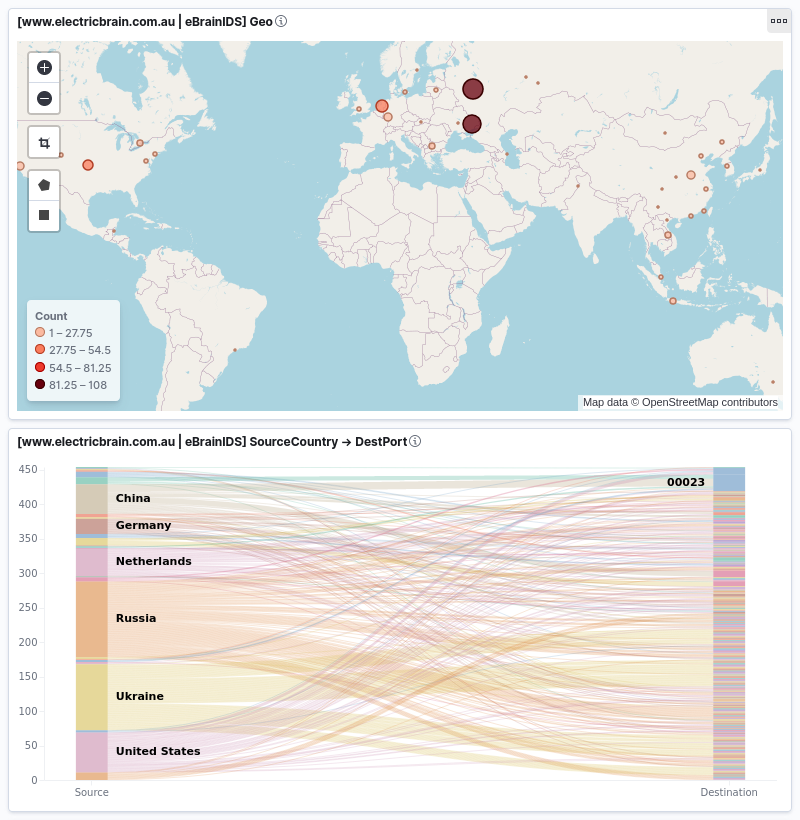 [www.electricbrain.com.au | eBrainIDS] Geo
Count
1 – 27.75
27.75 – 54.5
54.5 – 81.25
81.25 – 108
Map data © OpenStreetMap contributors
[www.electricbrain.com.au | eBrainIDS] SourceCountry → DestPort
450
400
350
300
250
200
150
100
50
0
China
Germany
Netherlands
Russia
Ukraine
United States
00023
Source
Destination